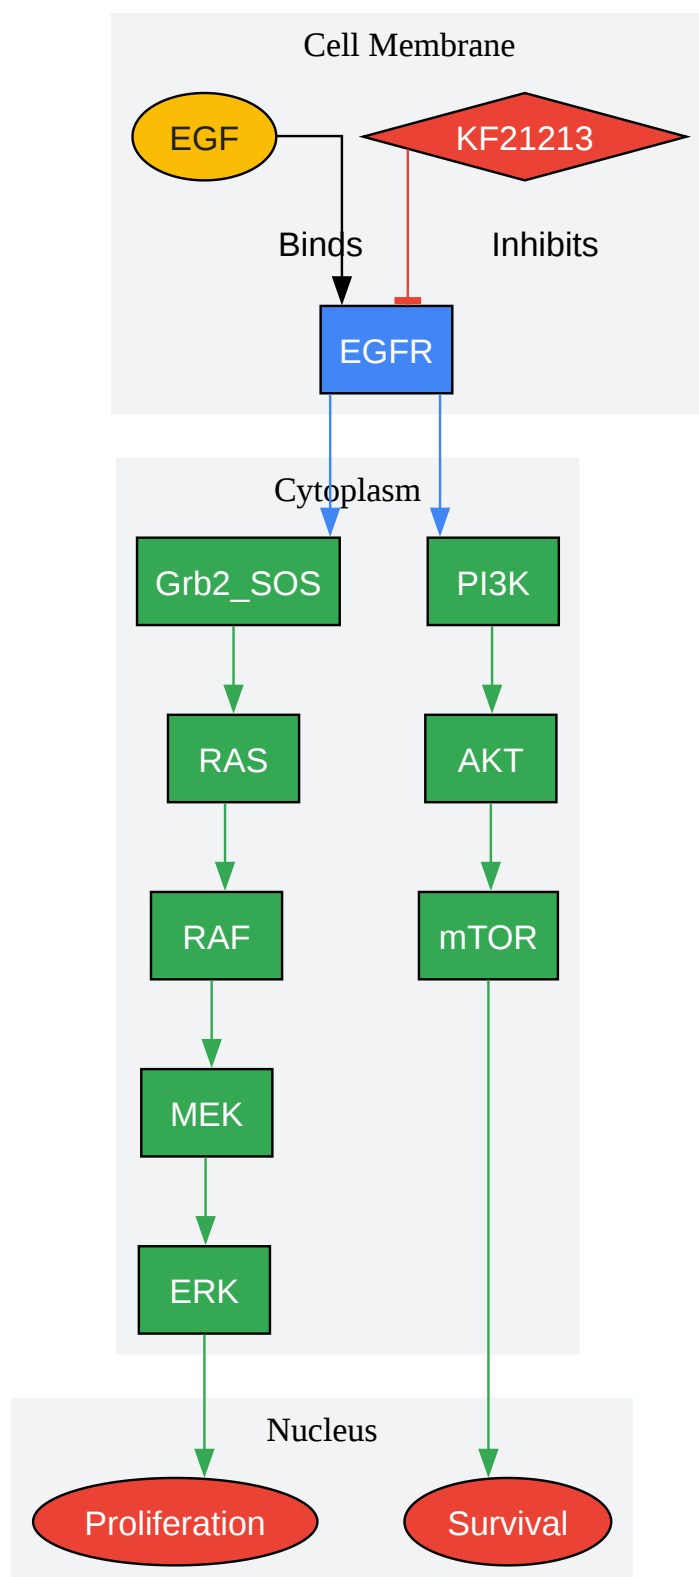 Cell Membrane
EGF
KF21213
Binds
Inhibits
EGFR
Cytoplasm
Grb2_SOS
PI3K
RAS
AKT
RAF
mTOR
MEK
ERK
Nucleus
Proliferation
Survival